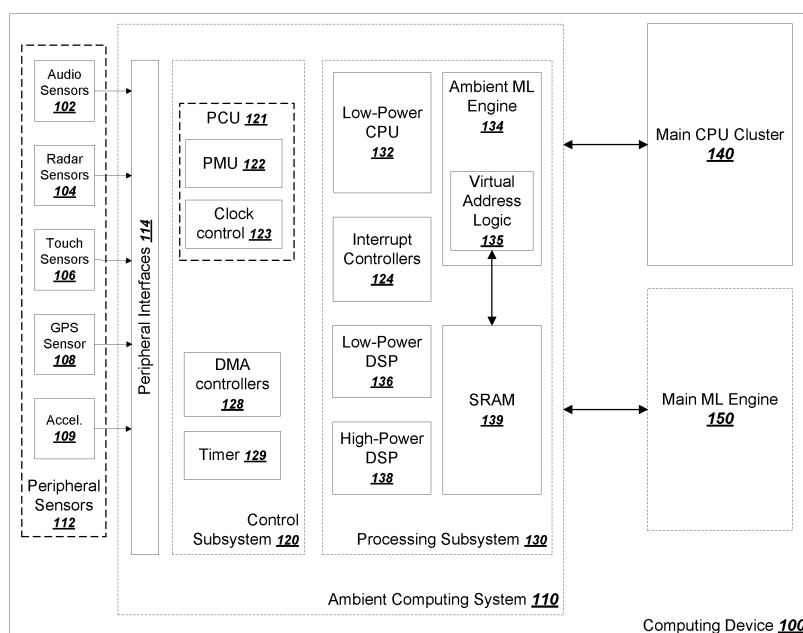 Audio
Sensors
102
Radar
Sensors
104
Touch
Sensors
106
GPS
Sensor
108
Accel.
109
Peripheral
Sensors
112
Peripheral Interfaces 114
PCU 121
PMU 122
Clock
control 123
DMA
controllers
128
Timer 129
Control
Subsystem 120
Low-Power
CPU
132
Interrupt
Controllers
124
Low-Power
DSP
136
High-Power
DSP
138
Ambient ML
Engine
134
Virtual
Address
Logic
135
SRAM
139
Processing Subsystem 130
Ambient Computing System 110
Main CPU Cluster
140
Main ML Engine
150
Computing Device 100